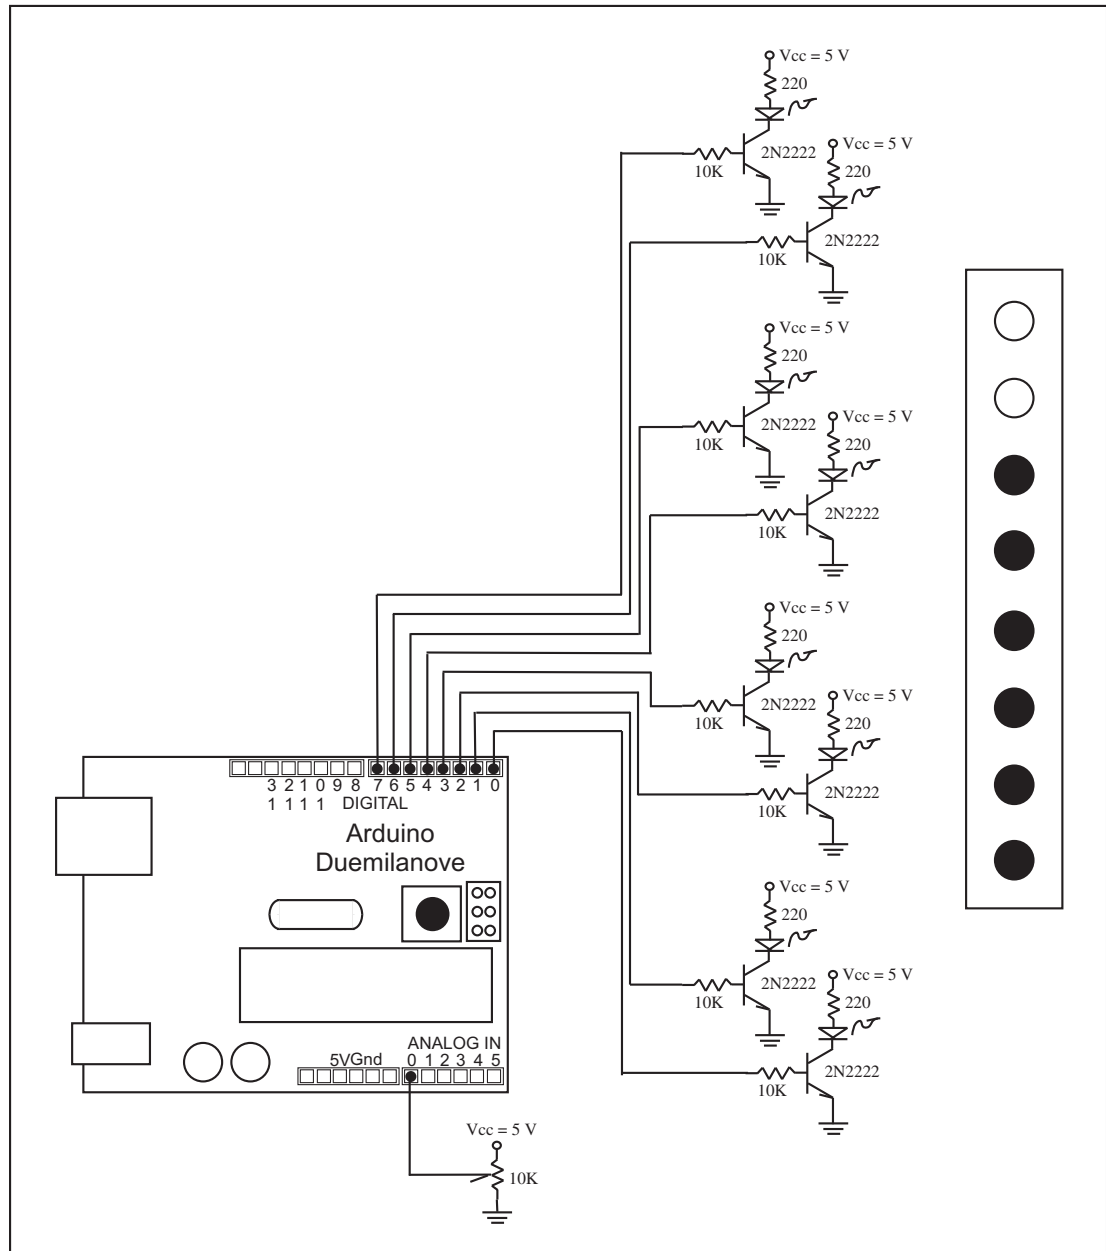 Vcc = 5 V
220
2N2222
10K
Vcc = 5 V
220
2N2222
10K
Vcc = 5 V
220
2N2222
10K
Vcc = 5 V
220
2N2222
10K
Vcc = 5 V
220
2N2222
10K
Vcc = 5 V
220
2N2222
10K
Vcc = 5 V
220
2N2222
10K
Vcc = 5 V
220
2N2222
10K
3 2 1 0 9 8 7 6 5 4 3 2 1 0
1 1 1 1 DIGITAL
Arduino
Duemilanove
ANALOG IN
5V Gnd 0 1 2 3 4 5
Vcc = 5 V
10K